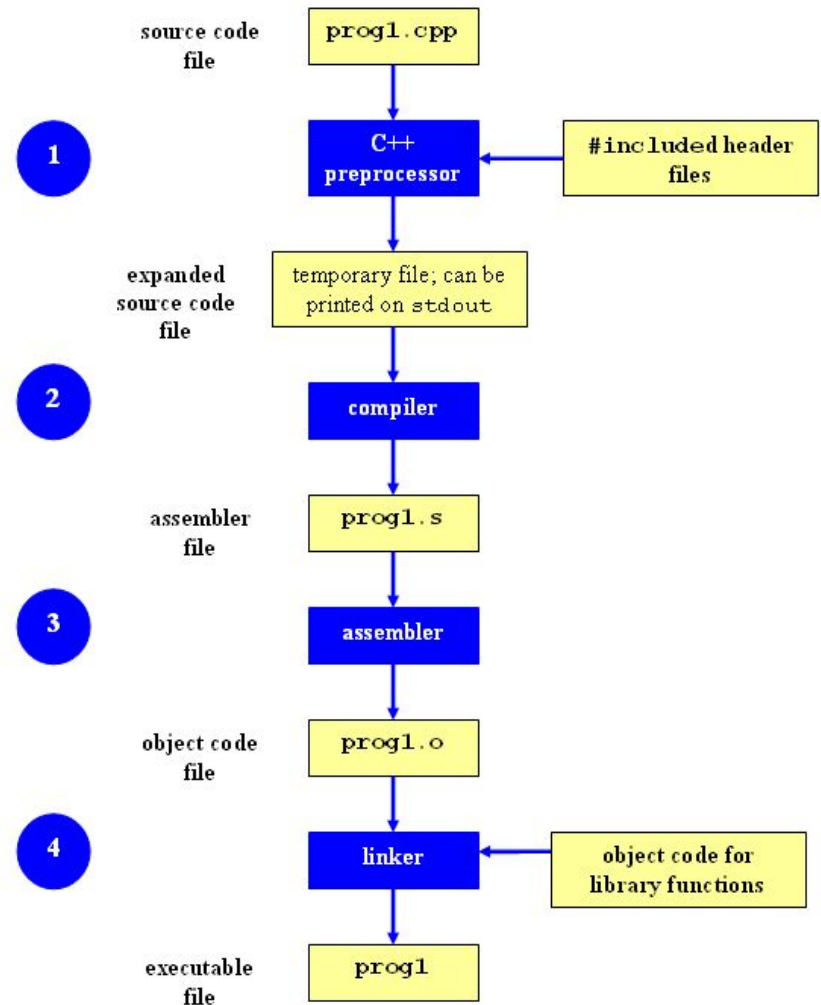 source code
file
prog1.cpp
1
C++
preprocessor
#included header
files
expanded
source code
file
temporary file; can be
printed on stdout
2
compiler
assembler
file
prog1.s
3
assembler
object code
file
prog1.o
4
linker
object code for
library functions
executable
file
prog1